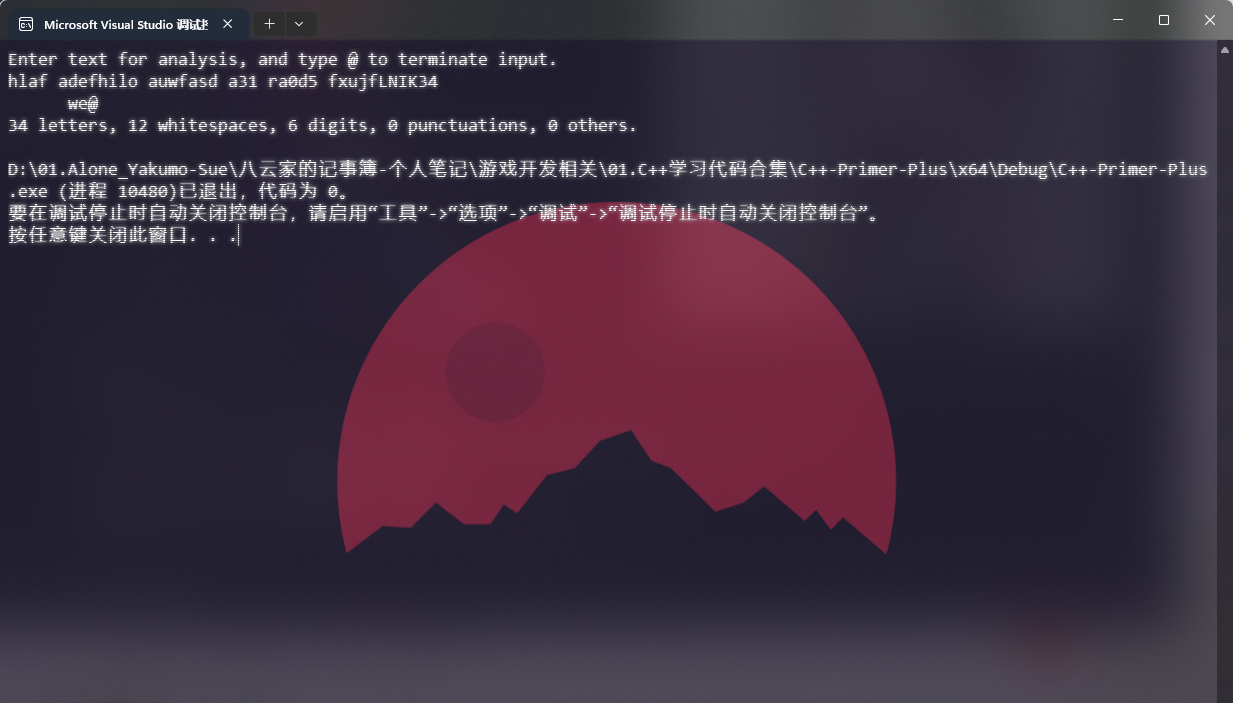 Microsoft Visual Studio 调试
Enter text for analysis, and type @ to terminate input.
hlaf adefhilo auwfasd a31 ra0d5 fxujfLNIK34
      we@
34 letters, 12 whitespaces, 6 digits, 0 punctuations, 0 others.
D:\01.Alone_Yakumo-Sue\八云家的记事簿-个人笔记\游戏开发相关\01.C++学习代码合集\C++-Primer-Plus\x64\Debug\C++-Primer-Plus
.exe (进程 10480)已退出，代码为 0。
要在调试停止时自动关闭控制台，请启用“工具”->“选项”->“调试”->“调试停止时自动关闭控制台”。
按任意键关闭此窗口. . .